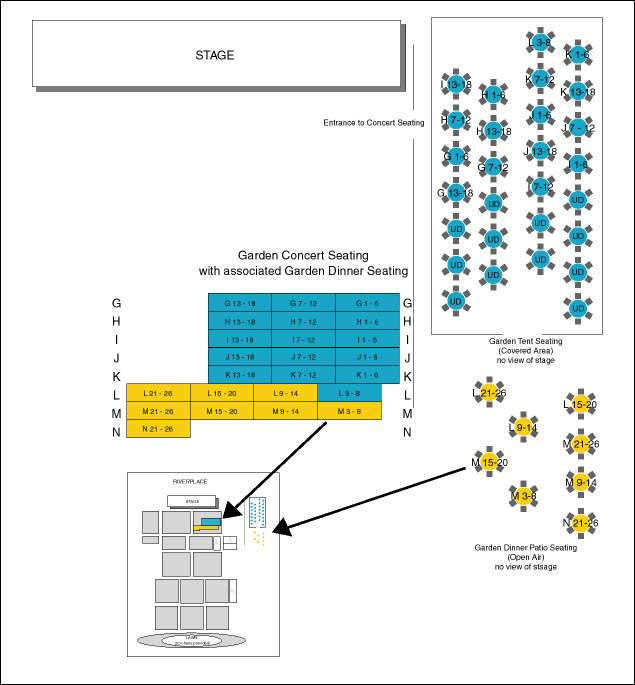 STAGE
Entrance to Concert Seating
L 3-8
K 1-6
K 7-12
I 13-18
H 1-6
K 13-18
J 1-6
H 7-12
J 7 - 12
H 13-18
J 13-18
G 1-6
I 1-6
G 7-12
I 7-12
G 13-18
UD
UD
UD
UD
UD
UD
UD
UD
UD
UD
UD
UD
Garden Tent Seating
(Covered Area)
no view of stage
Garden Concert Seating
with associated Garden Dinner Seating
G G 13 - 18 G 7 - 12 G 1 - 6 G
H H 13 - 18 H 7 - 12 H 1 - 6 H
I I 13 - 18 I 7 - 12 I 1 - 6 I
J J 13 - 18 J 7 - 12 J 1 - 6 J
K K 13 - 18 K 7 - 12 K 1 - 6 K
L L 21 - 26 L 15 - 20 L 9 - 14 L 3 - 8 L
M M 21 - 26 M 15 - 20 M 9 - 14 M 3 - 8 M
N N 21 - 26 N
L 21-26
L 15-20
L 9-14
M 21-26
M 15-20
M 9-14
M 3-8
N 21-26
Garden Dinner Patio Seating
(Open Air)
no view of stsage
RIVERPLACE
STAGE
LAWN
(no chairs provided)